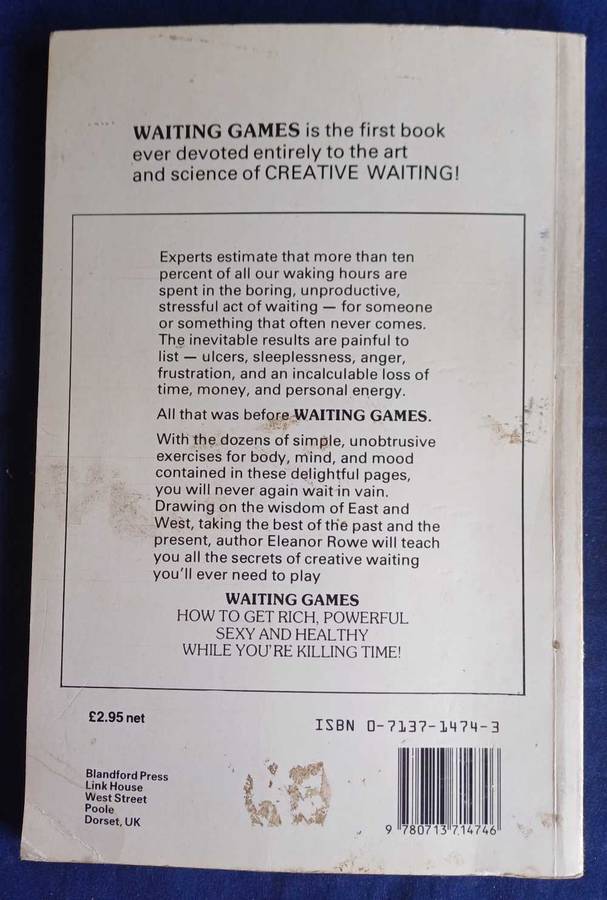 WAITING GAMES is the first book
ever devoted entirely to the art
and science of CREATIVE WAITING!
Experts estimate that more than ten
percent of all our waking hours are
spent in the boring, unproductive,
stressful act of waiting — for someone
or something that often never comes.
The inevitable results are painful to
list — ulcers, sleeplessness, anger,
frustration, and an incalculable loss of
time, money, and personal energy.
All that was before WAITING GAMES.
With the dozens of simple, unobtrusive
exercises for body, mind, and mood
contained in these delightful pages,
you will never again wait in vain.
Drawing on the wisdom of East and
West, taking the best of the past and the
present, author Eleanor Rowe will teach
you all the secrets of creative waiting
you'll ever need to play
WAITING GAMES
HOW TO GET RICH, POWERFUL
SEXY AND HEALTHY
WHILE YOU'RE KILLING TIME!
£2.95 net
ISBN 0-7137-1474-3
Blandford Press
Link House
West Street
Poole
Dorset, UK
9 780713 714746